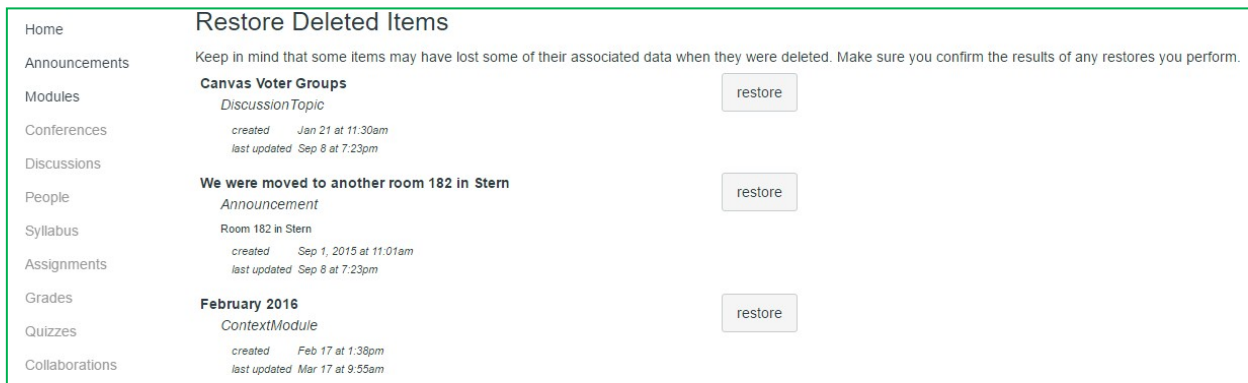 Home
Announcements
Modules
Conferences
Discussions
People
Syllabus
Assignments
Grades
Quizzes
Collaborations
Restore Deleted Items
Keep in mind that some items may have lost some of their associated data when they were deleted. Make sure you confirm the results of any restores you perform.
Canvas Voter Groups
DiscussionTopic
created Jan 21 at 11:30am
last updated Sep 8 at 7:23pm
restore
We were moved to another room 182 in Stern
Announcement
Room 182 in Stern
created Sep 1, 2015 at 11:01am
last updated Sep 8 at 7:23pm
restore
February 2016
ContextModule
created Feb 17 at 1:38pm
last updated Mar 17 at 9:55am
restore